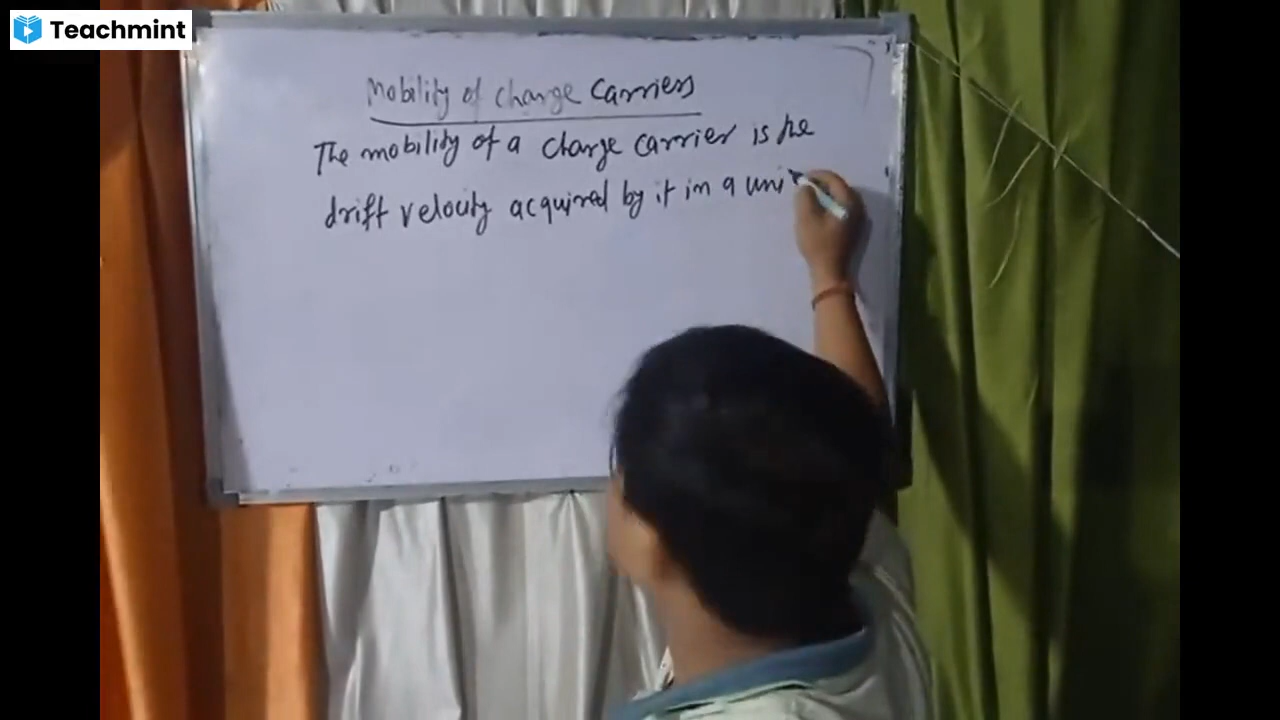 Teachmint
Mobility of charge carriers
The mobility of a charge carrier is the
drift velocity acquired by it in a uni